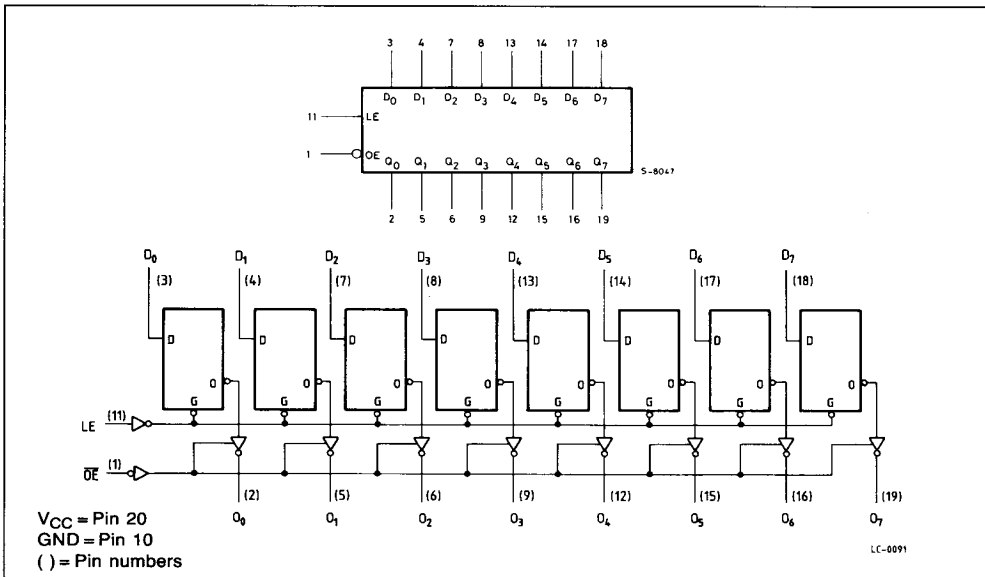 3 4 7 8 13 14 17 18
D0 D1 D2 D3 D4 D5 D6 D7
11 LE
1 OE
Q0 Q1 Q2 Q3 Q4 Q5 Q6 Q7
S-8047
2 5 6 9 12 15 16 19
D0 D1 D2 D3 D4 D5 D6 D7
(3) (4) (7) (8) (13) (14) (17) (18)
D D D D D D D D
O O O O O O O O
G G G G G G G G
LE (11)
OE (1)
(2) (5) (6) (9) (12) (15) (16) (19)
O0 O1 O2 O3 O4 O5 O6 O7
VCC = Pin 20
GND = Pin 10
( ) = Pin numbers
LC-0091